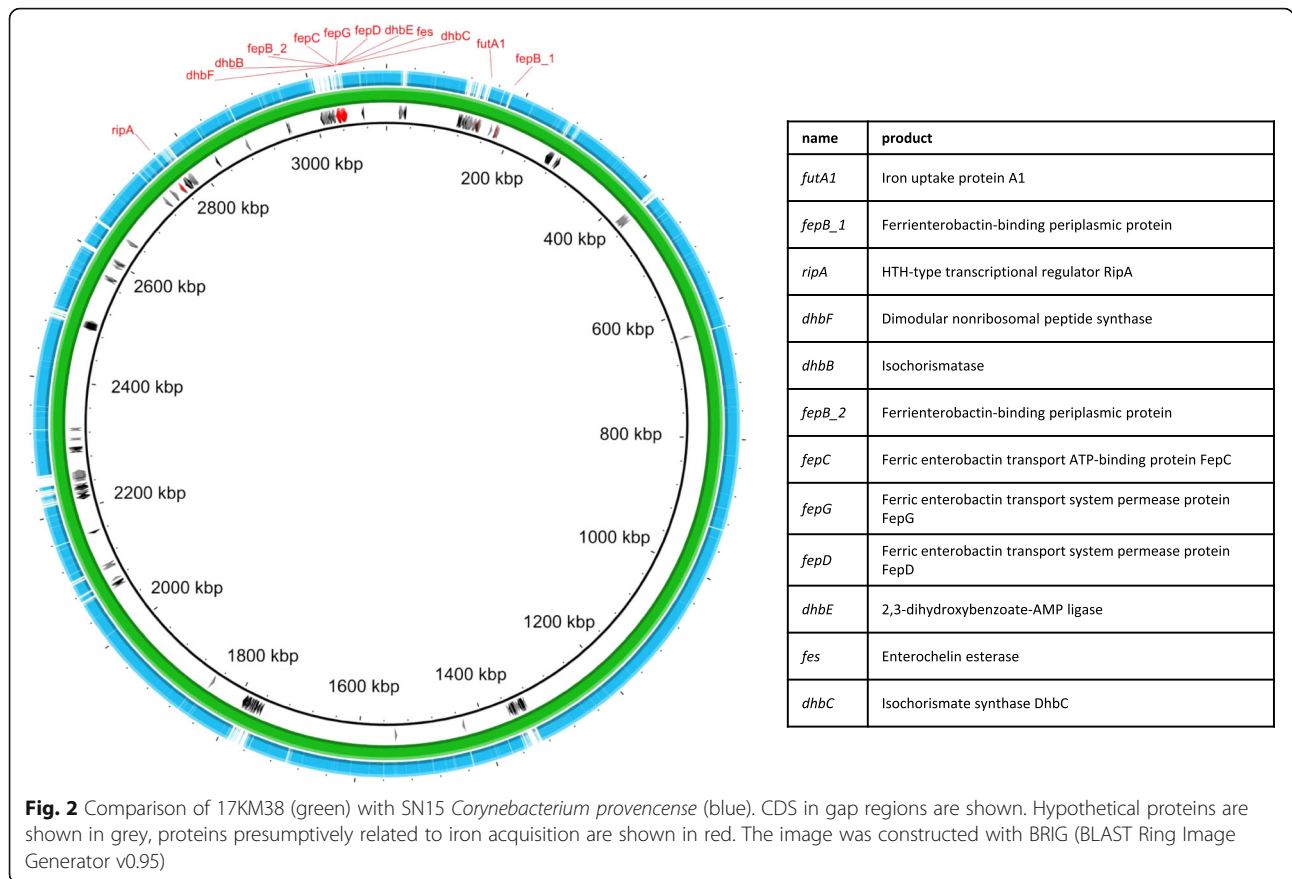 fepG
fepD
dhbE
fes
fepC
dhbC
fepB_2
futA1
dhbB
fepB_1
dhbF
ripA
3000 kbp
200 kbp
2800 kbp
400 kbp
2600 kbp
600 kbp
2400 kbp
800 kbp
2200 kbp
1000 kbp
2000 kbp
1200 kbp
1800 kbp
1400 kbp
1600 kbp
name product
futA1 Iron uptake protein A1
fepB_1 Ferrienterobactin-binding periplasmic protein
ripA HTH-type transcriptional regulator RipA
dhbF Dimodular nonribosomal peptide synthase
dhbB Isochorismatase
fepB_2 Ferrienterobactin-binding periplasmic protein
fepC Ferric enterobactin transport ATP-binding protein FepC
fepG Ferric enterobactin transport system permease protein
FepG
fepD Ferric enterobactin transport system permease protein
FepD
dhbE 2,3-dihydroxybenzoate-AMP ligase
fes Enterochelin esterase
dhbC Isochorismate synthase DhbC
Fig. 2 Comparison of 17KM38 (green) with SN15 Corynebacterium provencense (blue). CDS in gap regions are shown. Hypothetical proteins are
shown in grey, proteins presumptively related to iron acquisition are shown in red. The image was constructed with BRIG (BLAST Ring Image
Generator v0.95)